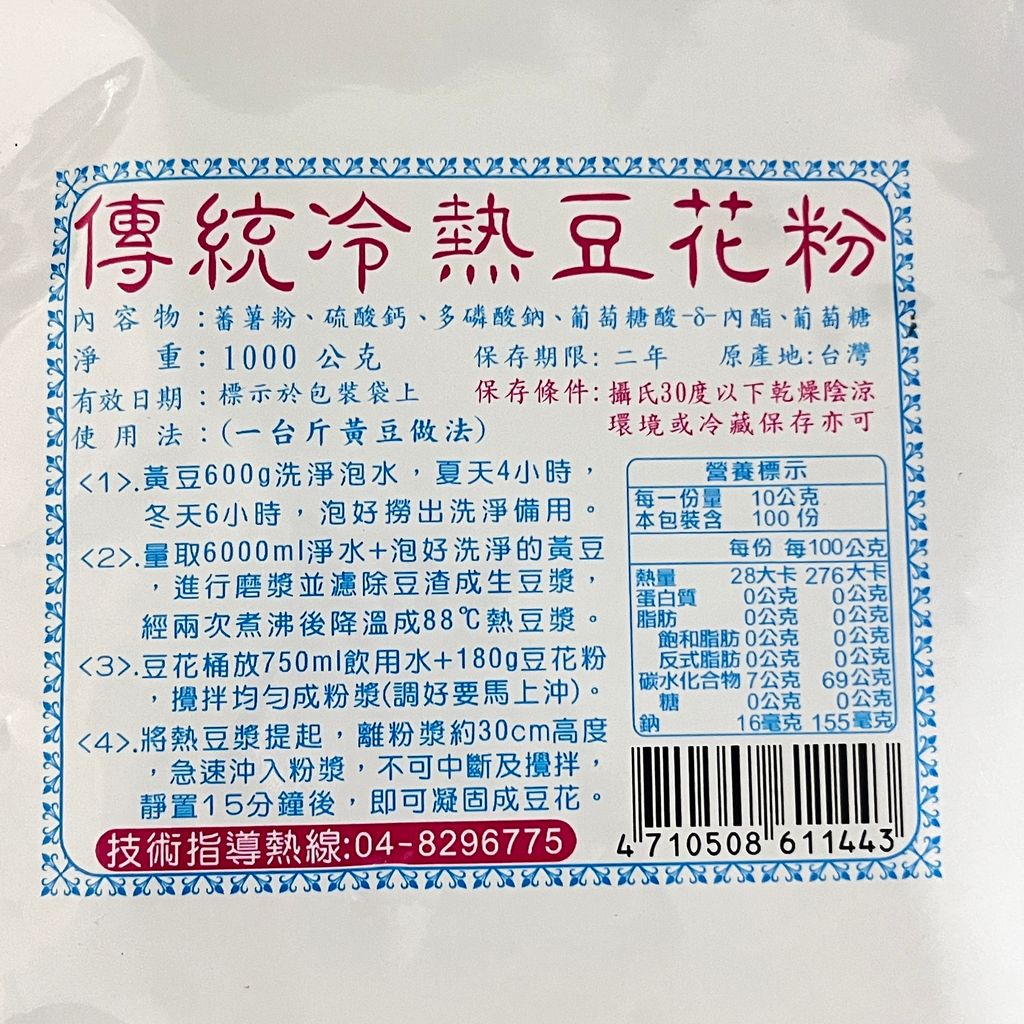 傳統冷熱豆花粉
內容物:蕃薯粉、硫酸鈣、多磷酸鈉、葡萄糖酸-δ-內酯、葡萄糖
淨 重:1000 公克 保存期限:二年 原產地:台灣
有效日期:標示於包裝袋上 保存條件:攝氏30度以下乾燥陰涼
環境或冷藏保存亦可
使用法:(一台斤黃豆做法)
<1>.黃豆600g洗淨泡水,夏天4小時,
冬天6小時,泡好撈出洗淨備用。
<2>.量取6000ml淨水+泡好洗淨的黃豆
,進行磨漿並濾除豆渣成生豆漿,
經兩次煮沸後降溫成88℃熱豆漿。
<3>.豆花桶放750ml飲用水+180g豆花粉
,攪拌均勻成粉漿(調好要馬上沖)。
<4>.將熱豆漿提起,離粉漿約30cm高度
,急速沖入粉漿,不可中斷及攪拌,
靜置15分鐘後,即可凝固成豆花。
技術指導熱線:04-8296775
營養標示
每一份量 10公克
本包裝含 100份
每份 每100公克
熱量 28大卡 276大卡
蛋白質 0公克 0公克
脂肪 0公克 0公克
飽和脂肪 0公克 0公克
反式脂肪 0公克 0公克
碳水化合物 7公克 69公克
糖 0公克 0公克
鈉 16毫克 155毫克
4710508611443